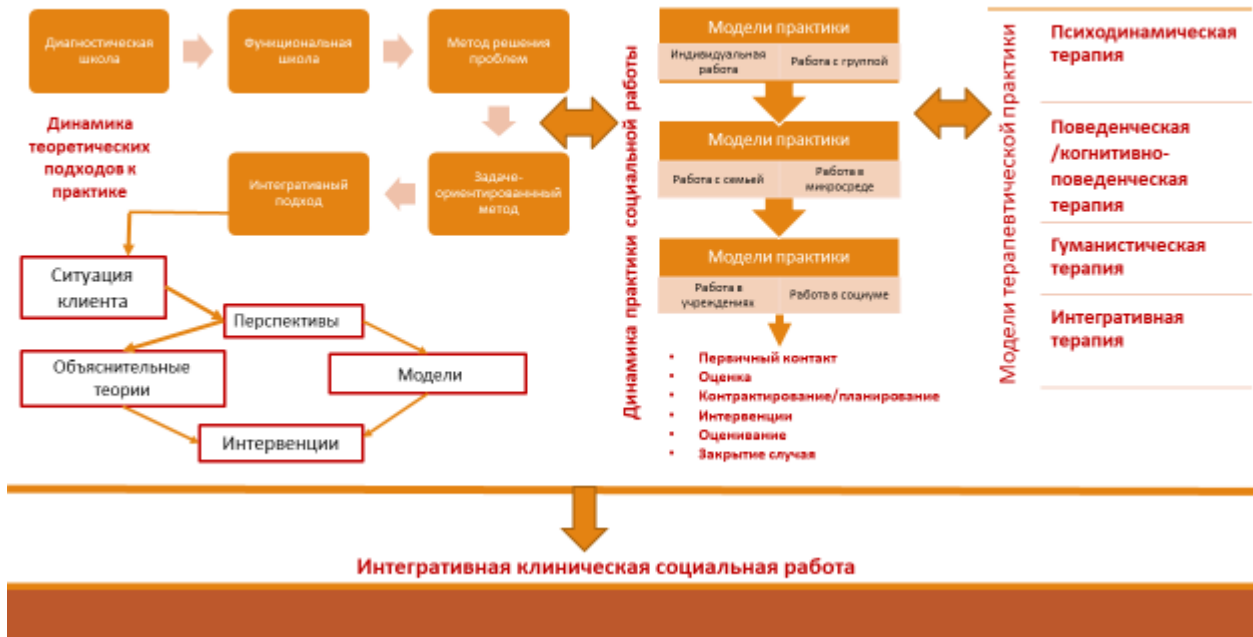 Диагностическая
школа
Функциональная
школа
Метод решения
проблем
Динамика
теоретических
подходов к
практике
Интегративный
подход
Задаче-
ориентированнный
метод
Ситуация
клиента
Перспективы
Объяснительные
теории
Модели
Интервенции
Динамика практики социальной работы
Модели практики
Индивидуальная
работа
Работа с группой
Модели практики
Работа с семьей
Работа в
микросреде
Модели практики
Работа в
учреждениях
Работа в социуме
• Первичный контакт
• Оценка
• Контрактирование/планирование
• Интервенции
• Оценивание
• Закрытие случая
Модели терапевтической практики
Психодинамическая
терапия
Поведенческая
/когнитивно-
поведенческая
терапия
Гуманистическая
терапия
Интегративная
терапия
Интегративная клиническая социальная работа